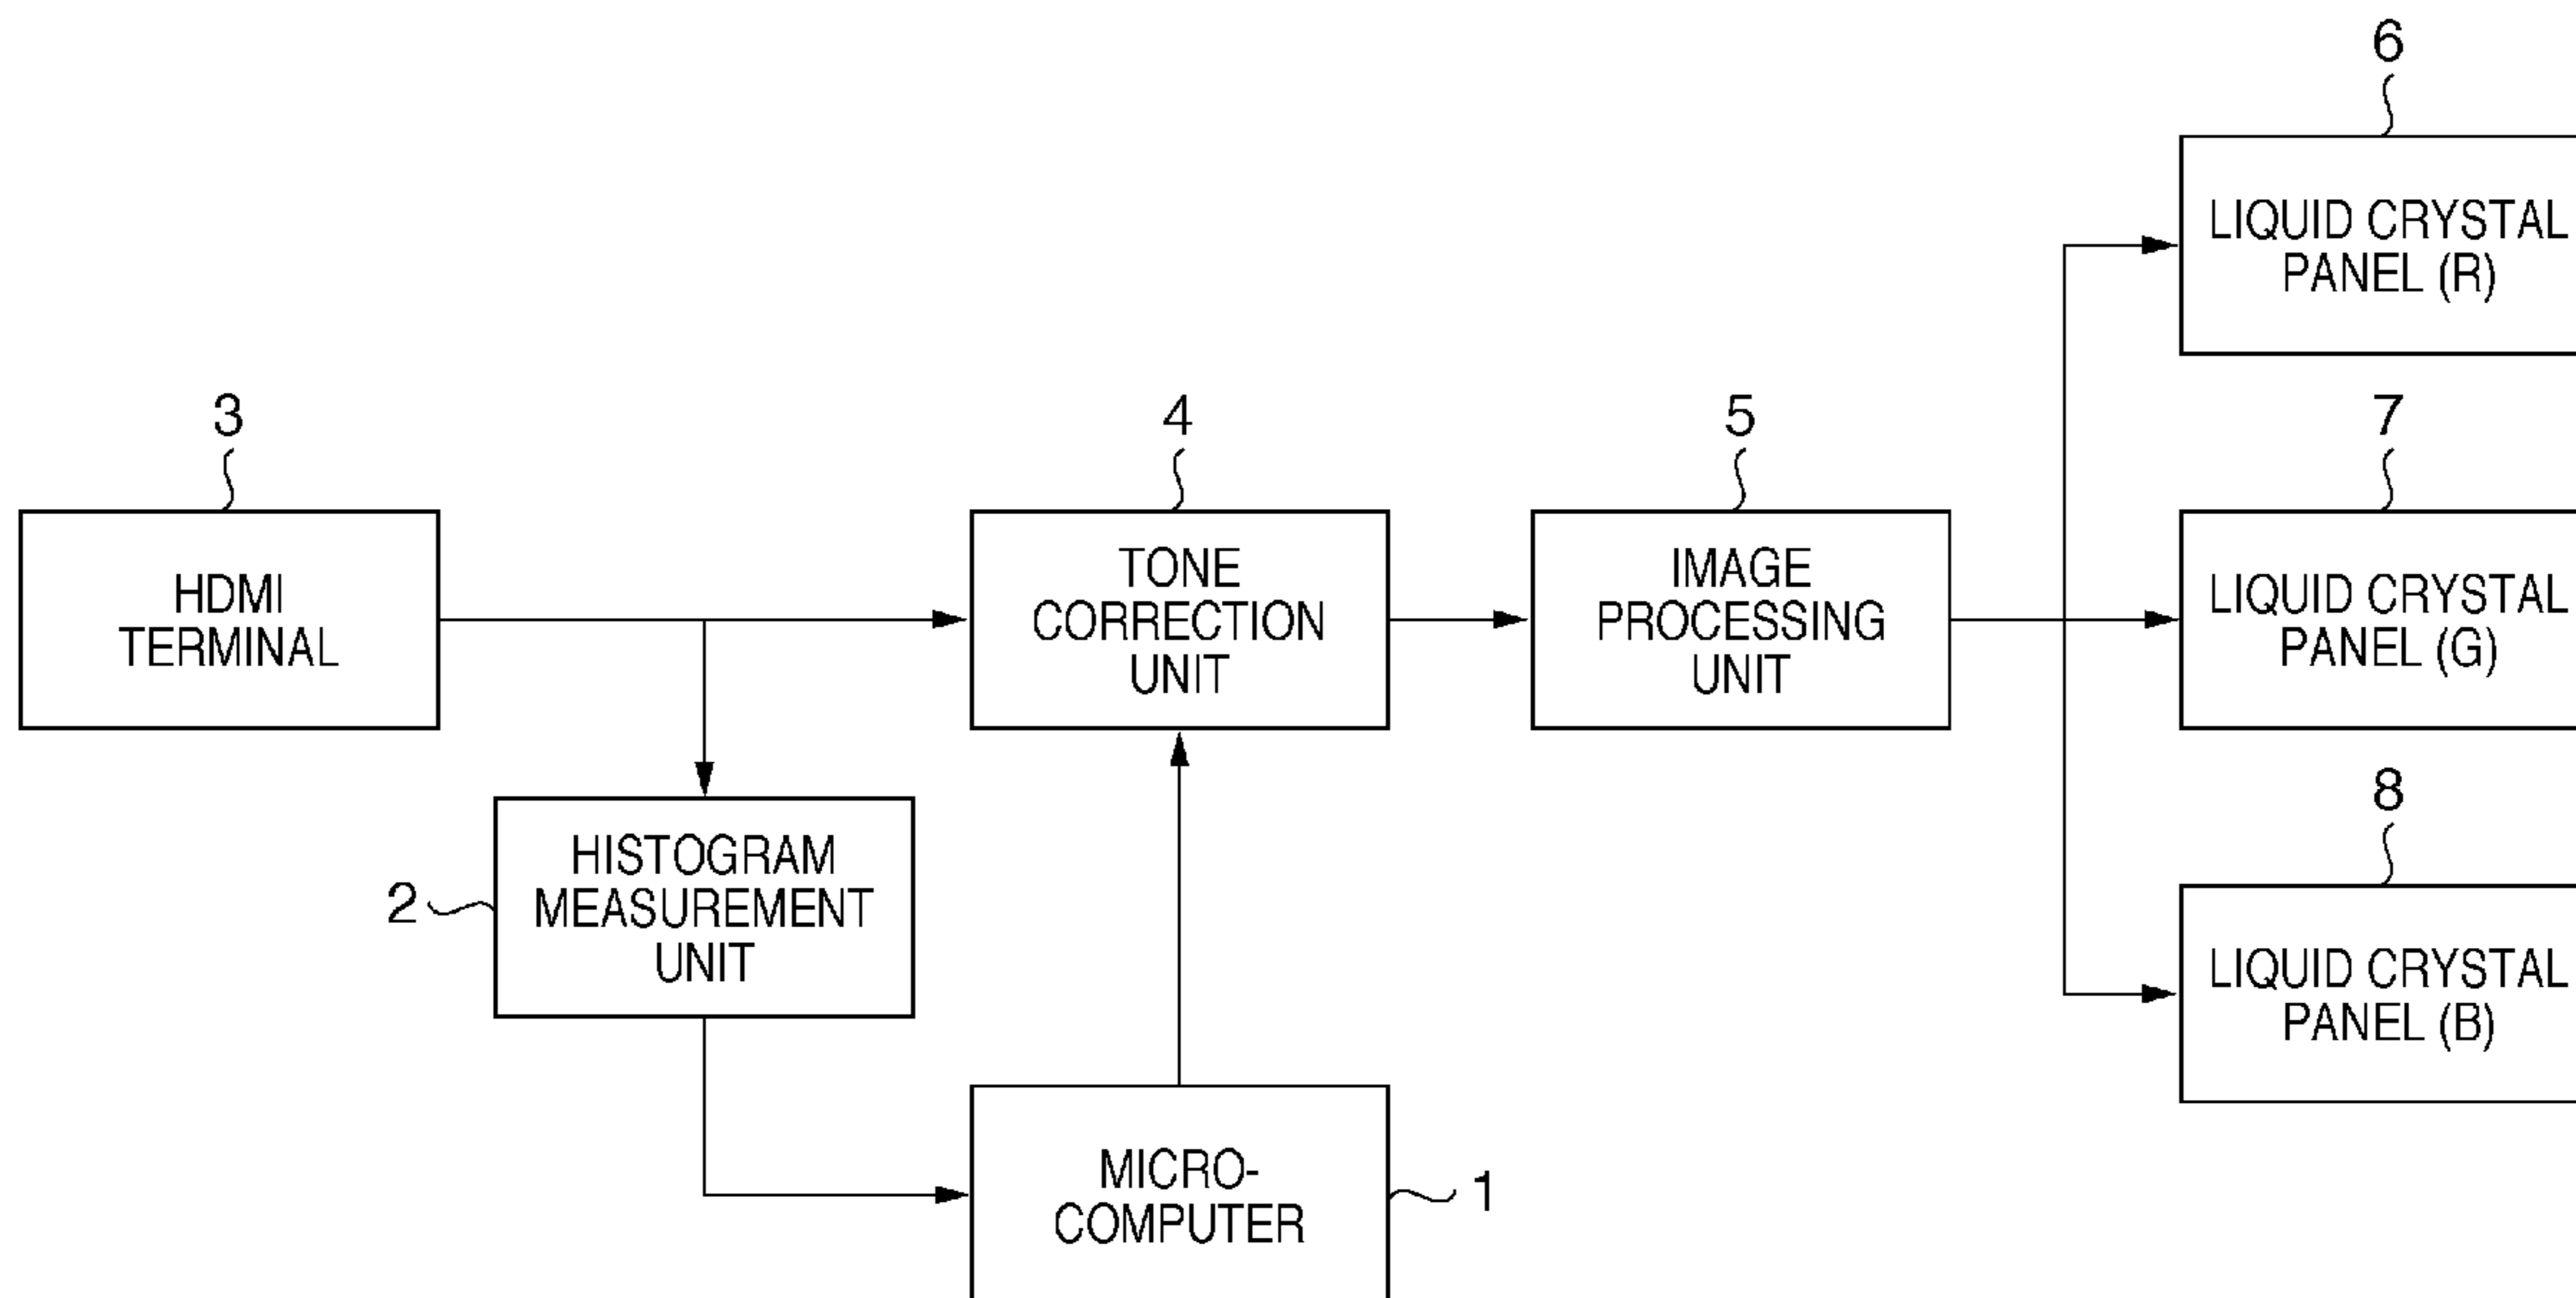 6
LIQUID CRYSTAL
PANEL (R)
3
4
5
7
HDMI
TERMINAL
TONE
CORRECTION
UNIT
IMAGE
PROCESSING
UNIT
LIQUID CRYSTAL
PANEL (G)
2
HISTOGRAM
MEASUREMENT
UNIT
8
LIQUID CRYSTAL
PANEL (B)
MICRO-
COMPUTER
1